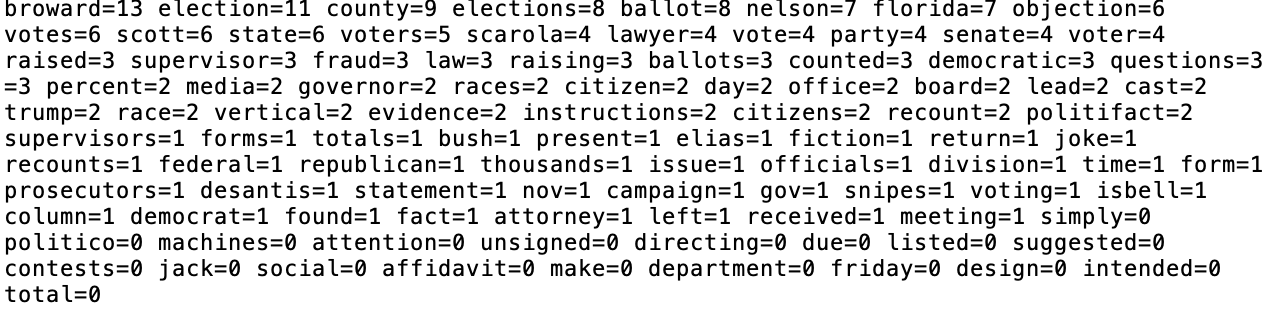 broward=13 election=11 county=9 elections=8 ballot=8 nelson=7 florida=7 objection=6
votes=6 scott=6 state=6 voters=5 scarola=4 lawyer=4 vote=4 party=4 senate=4 voter=4
raised=3 supervisor=3 fraud=3 law=3 raising=3 ballots=3 counted=3 democratic=3 questions=3
=3 percent=2 media=2 governor=2 races=2 citizen=2 day=2 office=2 board=2 lead=2 cast=2
trump=2 race=2 vertical=2 evidence=2 instructions=2 citizens=2 recount=2 politifact=2
supervisors=1 forms=1 totals=1 bush=1 present=1 elias=1 fiction=1 return=1 joke=1
recounts=1 federal=1 republican=1 thousands=1 issue=1 officials=1 division=1 time=1 form=1
prosecutors=1 desantis=1 statement=1 nov=1 campaign=1 gov=1 snipes=1 voting=1 isbell=1
column=1 democrat=1 found=1 fact=1 attorney=1 left=1 received=1 meeting=1 simply=0
politico=0 machines=0 attention=0 unsigned=0 directing=0 due=0 listed=0 suggested=0
contests=0 jack=0 social=0 affidavit=0 make=0 department=0 friday=0 design=0 intended=0
total=0